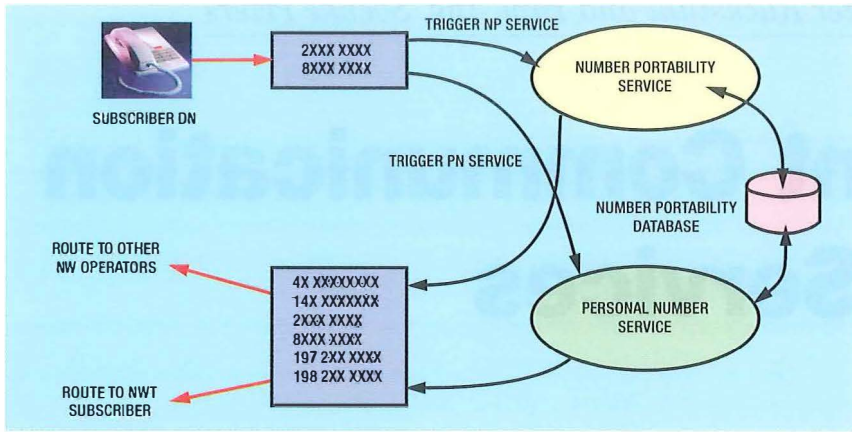 TRIGGER NP SERVICE
2XXX XXXX
8XXX XXXX
NUMBER PORTABILITY
SERVICE
SUBSCRIBER DN
TRIGGER PN SERVICE
NUMBER PORTABILITY
DATABASE
ROUTE TO OTHER
NW OPERATORS
4X XXXXXXXX
14X XXXXXXX
2XXX XXXX
8XXX XXXX
197 2XX XXXX
198 2XX XXXX
PERSONAL NUMBER
SERVICE
ROUTE TO NWT
SUBSCRIBER